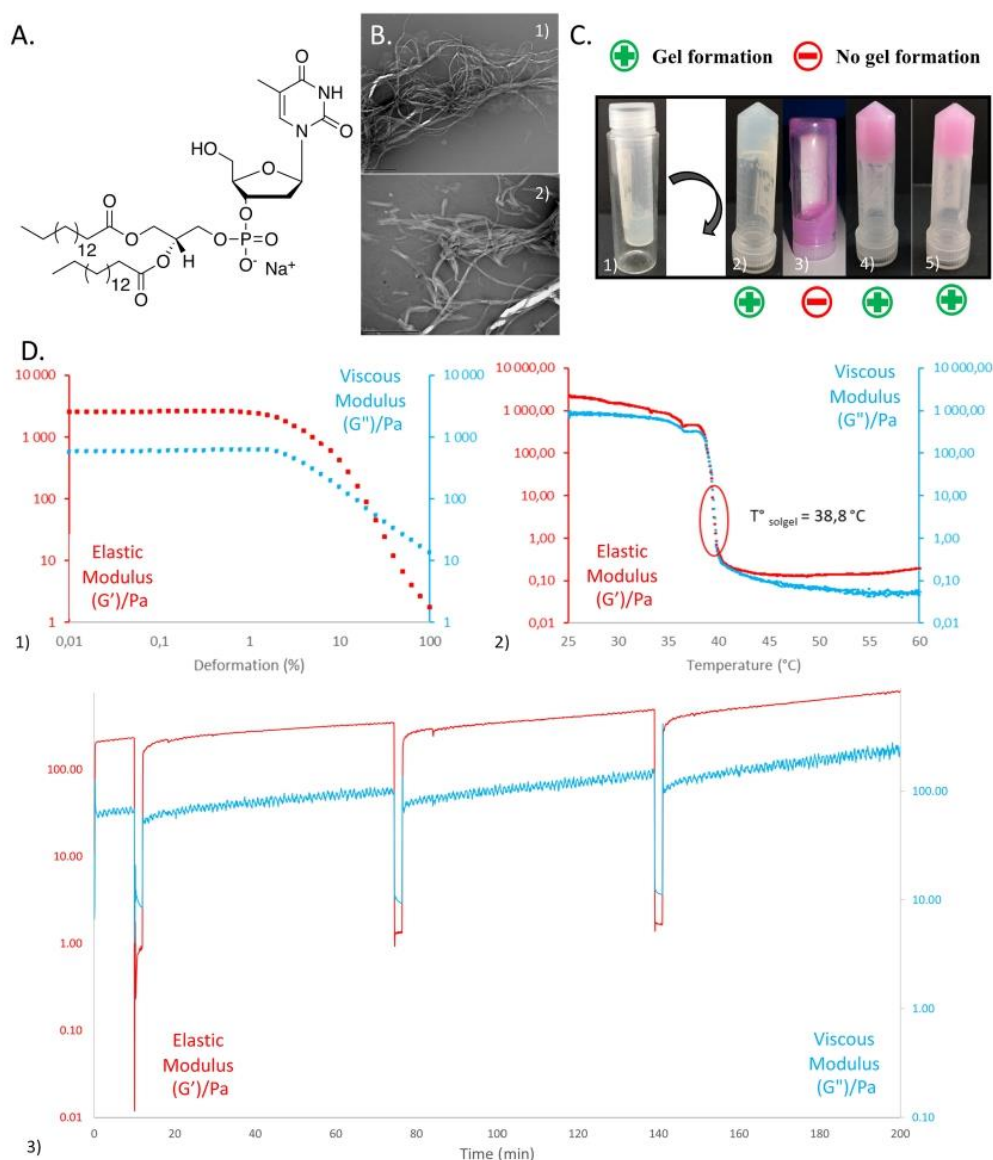 A.
O
NH
N
O
HO
O
O
12
O
O
P
O
O
O-
Na+
H
O
12
O
B.
1)
2)
C.
Gel formation
No gel formation
1)
2)
3)
4)
5)
D.
10 000
1 000
100
10
1
Elastic
Modulus
(G')/Pa
Viscous
Modulus
(G")/Pa
10 000
1 000
100
10
1
0,01
0,1
1
10
100
Deformation (%)
1)
10 000,00
1 000,00
100,00
10,00
1,00
0,10
0,01
Viscous
Modulus
(G")/Pa
10 000,00
1 000,00
100,00
10,00
1,00
0,10
0,01
T° solgel = 38,8 °C
Elastic
Modulus
(G')/Pa
25
30
35
40
45
50
55
60
Temperature (°C)
2)
100.00
10.00
1.00
0.10
0.01
Elastic
Modulus
(G')/Pa
Viscous
Modulus
(G")/Pa
100.00
10.00
1.00
0.10
0
20
40
60
80
100
120
140
160
180
200
Time (min)
3)